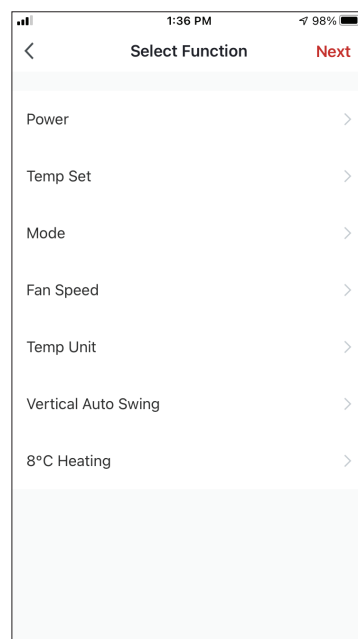 1:36 PM 98%
Select Function Next
Power
Temp Set
Mode
Fan Speed
Temp Unit
Vertical Auto Swing
8°C Heating